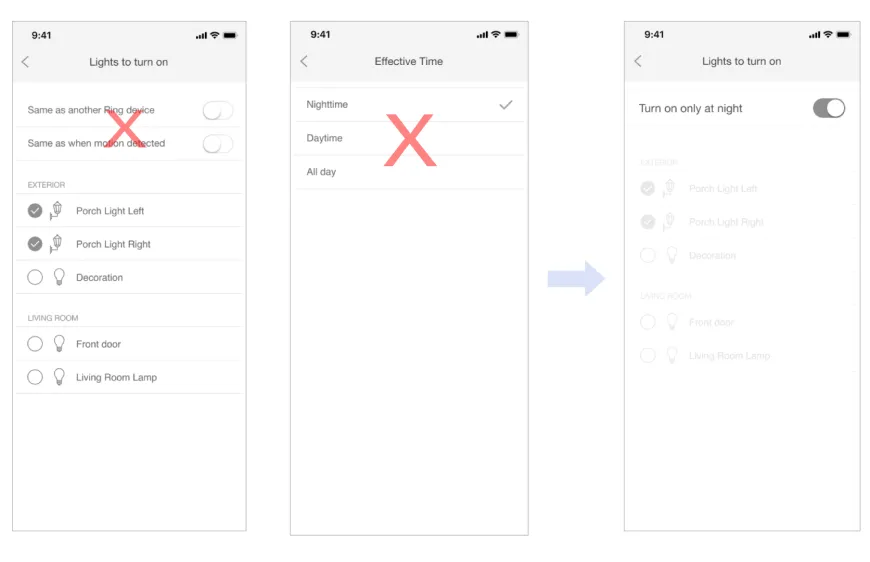 9:41
Lights to turn on
Same as another Ring device
Same as when motion detected
EXTERIOR
Porch Light Left
Porch Light Right
Decoration
LIVING ROOM
Front door
Living Room Lamp
9:41
Effective Time
Nighttime
Daytime
All day
9:41
Lights to turn on
Turn on only at night
EXTERIOR
Porch Light Left
Porch Light Right
Decoration
LIVING ROOM
Front door
Living Room Lamp